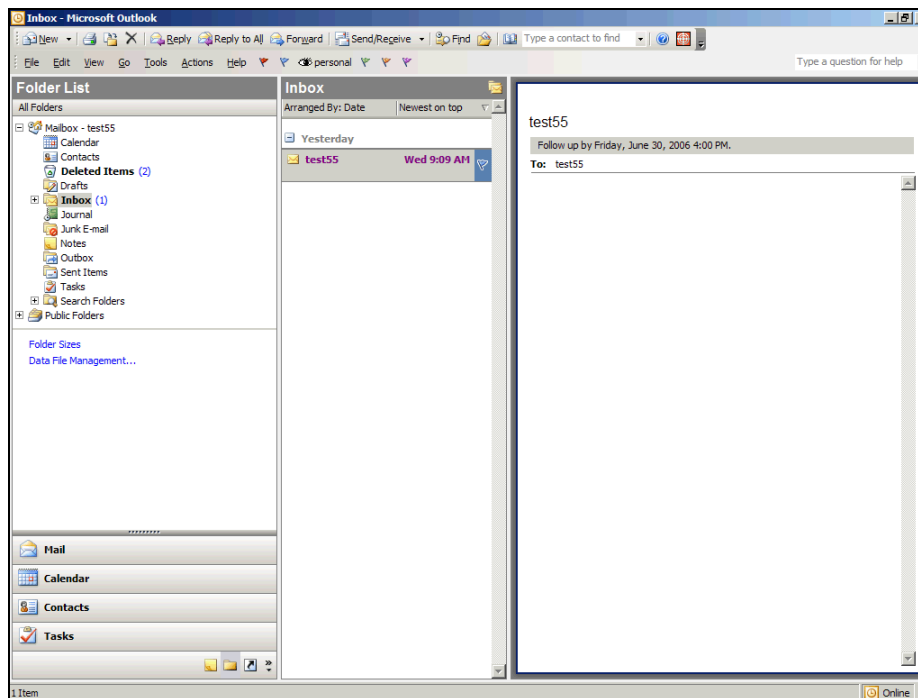 Inbox - Microsoft Outlook
New Reply Reply to All Forward Send/Receive Find Type a contact to find
File Edit View Go Tools Actions Help personal Type a question for help
Folder List
All Folders
Mailbox - test55
Calendar
Contacts
Deleted Items (2)
Drafts
Inbox (1)
Journal
Junk E-mail
Notes
Outbox
Sent Items
Tasks
Search Folders
Public Folders
Folder Sizes
Data File Management...
Mail
Calendar
Contacts
Tasks
Inbox
Arranged By: Date Newest on top
Yesterday
test55 Wed 9:09 AM
test55
Follow up by Friday, June 30, 2006 4:00 PM.
To: test55
1 Item Online